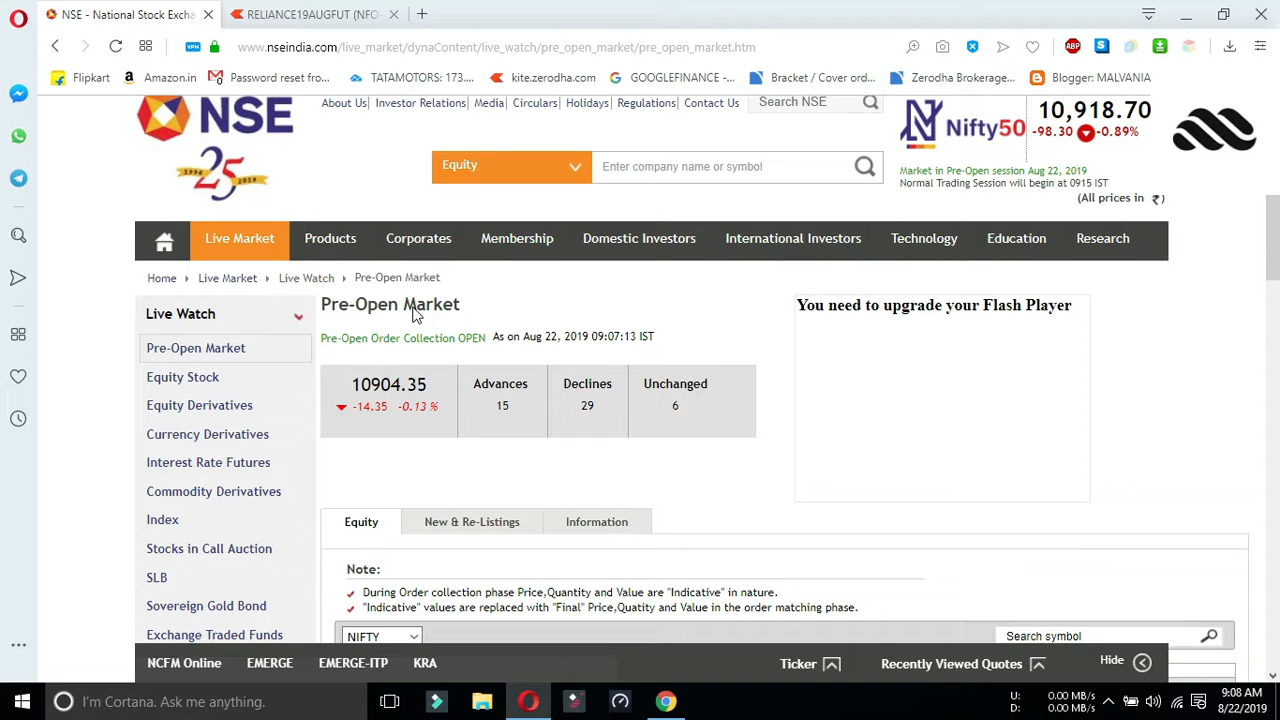 NSE - National Stock Excha
RELIANCE19AUGFUT (NFO
VPN
www.nseindia.com/live_market/dynaContent/live_watch/pre_open_market/pre_open_market.htm
ABP
Flipkart
Amazon.in
Password reset fro...
TATAMOTORS: 173....
kite.zerodha.com
GOOGLEFINANCE -...
Bracket / Cover ord...
Zerodha Brokerage...
Blogger: MALVANIA
NSE
1994 25 2019
About Us| Investor Relations| Media| Circulars| Holidays| Regulations| Contact Us
Search NSE
Equity
Enter company name or symbol
Nifty50
10,918.70
-98.30 -0.89%
Market in Pre-Open session Aug 22, 2019
Normal Trading Session will begin at 0915 IST
(All prices in ₹)
Live Market
Products
Corporates
Membership
Domestic Investors
International Investors
Technology
Education
Research
Home
Live Market
Live Watch
Pre-Open Market
Live Watch
Pre-Open Market
Equity Stock
Equity Derivatives
Currency Derivatives
Interest Rate Futures
Commodity Derivatives
Index
Stocks in Call Auction
SLB
Sovereign Gold Bond
Exchange Traded Funds
Pre-Open Market
Pre-Open Order Collection OPEN As on Aug 22, 2019 09:07:13 IST
10904.35
-14.35 -0.13 %
Advances
15
Declines
29
Unchanged
6
You need to upgrade your Flash Player
Equity
New & Re-Listings
Information
Note:
During Order collection phase Price,Quantity and Value are "Indicative" in nature.
"Indicative" values are replaced with "Final" Price,Quatity and Value in the order matching phase.
NIFTY
Search symbol
NCFM Online
EMERGE
EMERGE-ITP
KRA
Ticker
Recently Viewed Quotes
Hide
I'm Cortana. Ask me anything.
U: 0.00 MB/s
D: 0.00 MB/s
9:08 AM
8/22/2019